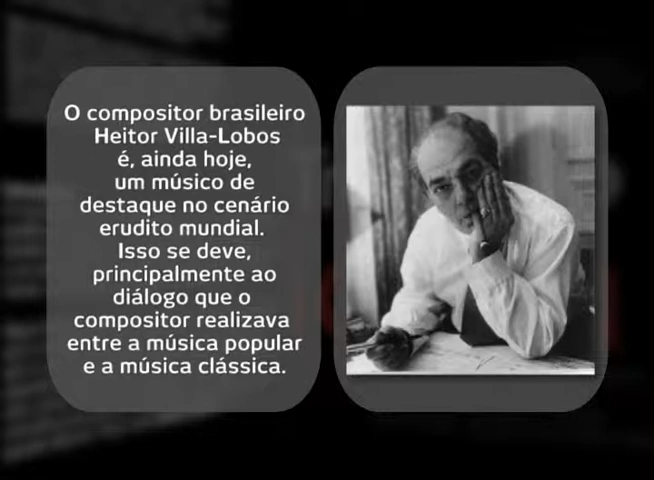 O compositor brasileiro
Heitor Villa-Lobos
é, ainda hoje,
um músico de
destaque no cenário
erudito mundial.
Isso se deve,
principalmente ao
diálogo que o
compositor realizava
entre a música popular
e a música clássica.